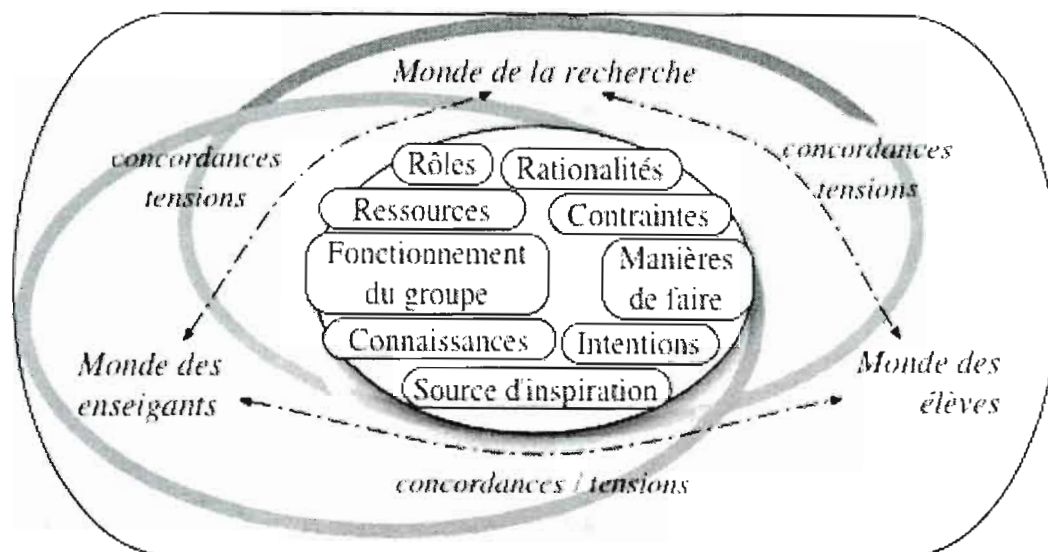 Monde de la recherche
concordances
tensions
concordances
tensions
Rôles
Rationalités
Ressources
Contraintes
Fonctionnement
du groupe
Manières
de faire
Connaissances
Intentions
Source d'inspiration
Monde des
enseigants
Monde des
élèves
concordances / tensions